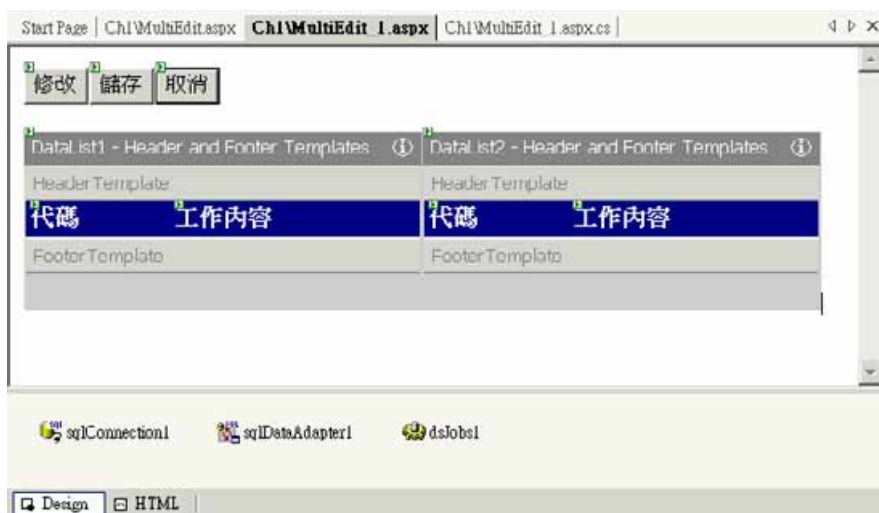 Start Page Ch1\MultiEdit.aspx Ch1\MultiEdit_1.aspx Ch1\MultiEdit_1.aspx.cs
修改 儲存 取消
DataList1 - Header and Footer Templates DataList2 - Header and Footer Templates
HeaderTemplate HeaderTemplate
代碼 工作內容 代碼 工作內容
FooterTemplate FooterTemplate
sqlConnection1 sqlDataAdapter1 dsJobs1
Design HTML